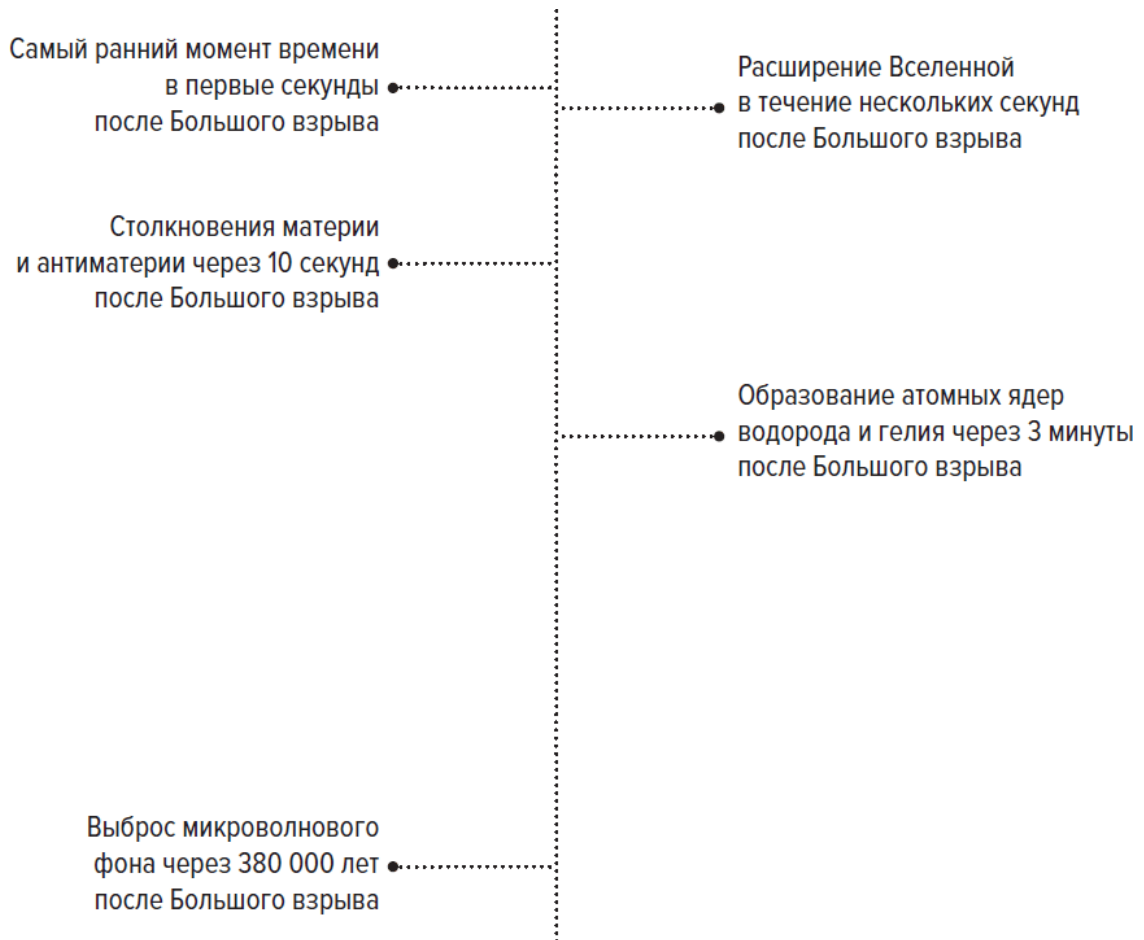 Самый ранний момент времени
в первые секунды
после Большого взрыва
Расширение Вселенной
в течение нескольких секунд
после Большого взрыва
Столкновения материи
и антиматерии через 10 секунд
после Большого взрыва
Образование атомных ядер
водорода и гелия через 3 минуты
после Большого взрыва
Выброс микроволнового
фона через 380 000 лет
после Большого взрыва